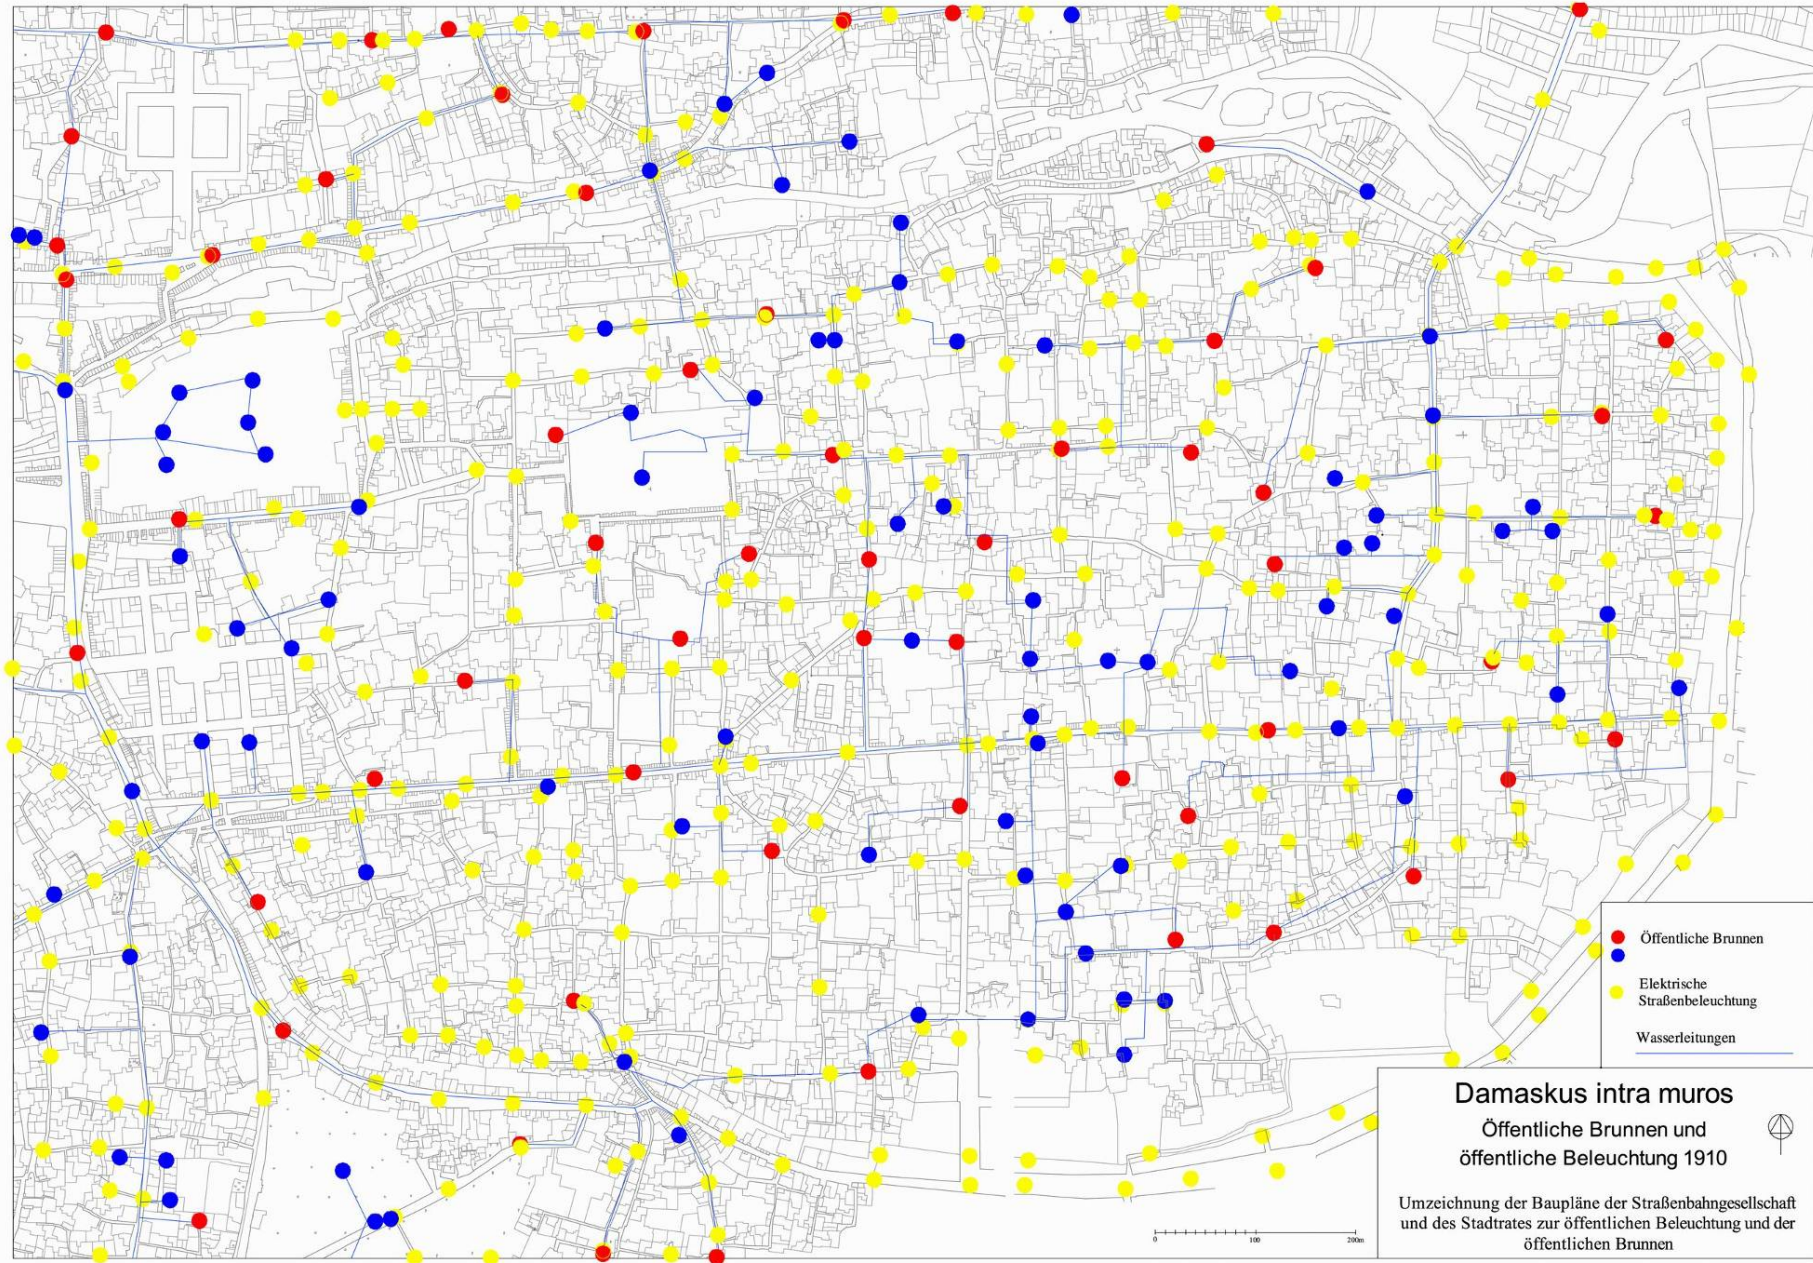 Öffentliche Brunnen
Elektrische
Straßenbeleuchtung
Wasserleitungen
Damaskus intra muros
Öffentliche Brunnen und
öffentliche Beleuchtung 1910
Umzeichnung der Baupläne der Straßenbahngesellschaft
und des Stadtrates zur öffentlichen Beleuchtung und der
öffentlichen Brunnen
0 100 200m